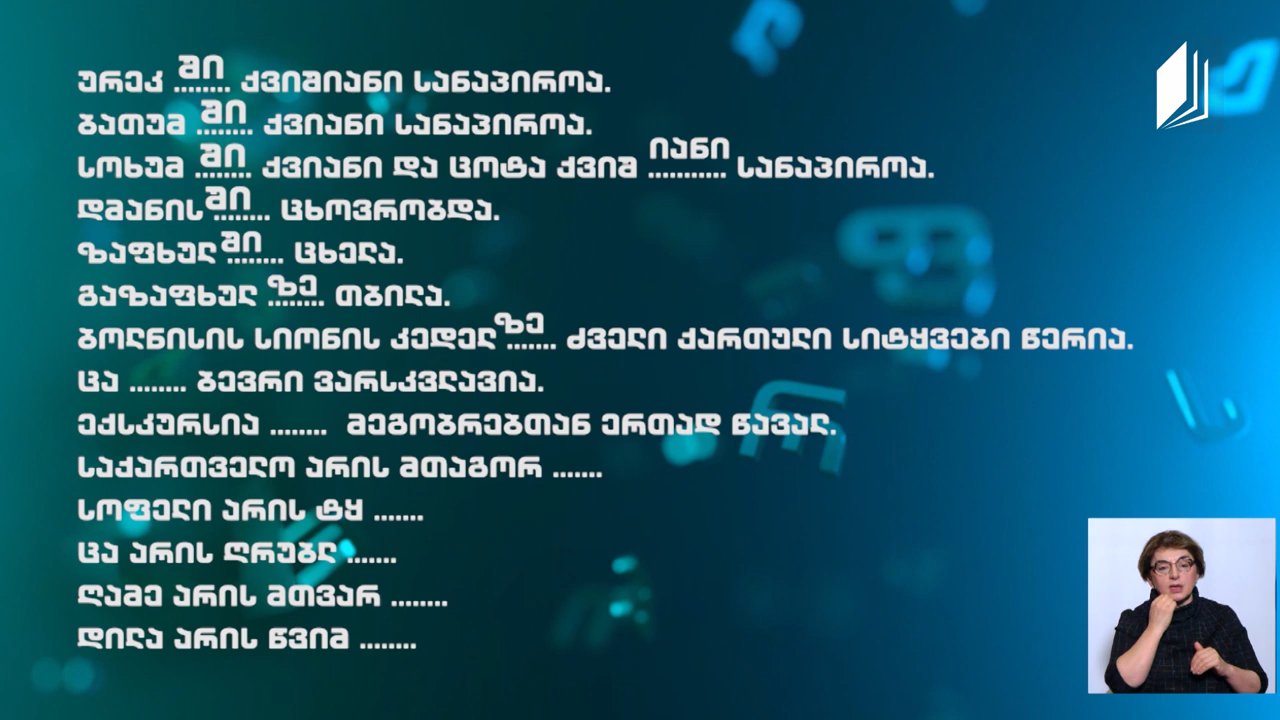 ურეკ ..ში.. ქვიშიანი სანაპიროა.
ბათუმ ..ში.. ქვიანი სანაპიროა.
სოხუმ ..ში.. ქვიანი და ცოტა ქვიშ ..იანი.. სანაპიროა.
დმანის ..ში.. ცხოვრობდა.
ზაფხულ ..ში.. ცხელა.
გაზაფხულ ..ზე.. თბილა.
ბოლნისის სიონის კედელ ..ზე.. ძველი ქართული სიტყვები წერია.
ცა ........ ბევრი ვარსკვლავია.
ექსკურსია ........ მეგობრებთან ერთად წავალ.
საქართველო არის მთაგორ .......
სოფელი არის ტყ .......
ცა არის ღრუბლ .......
ღამე არის მთვარ ........
დილა არის წვიმ ........